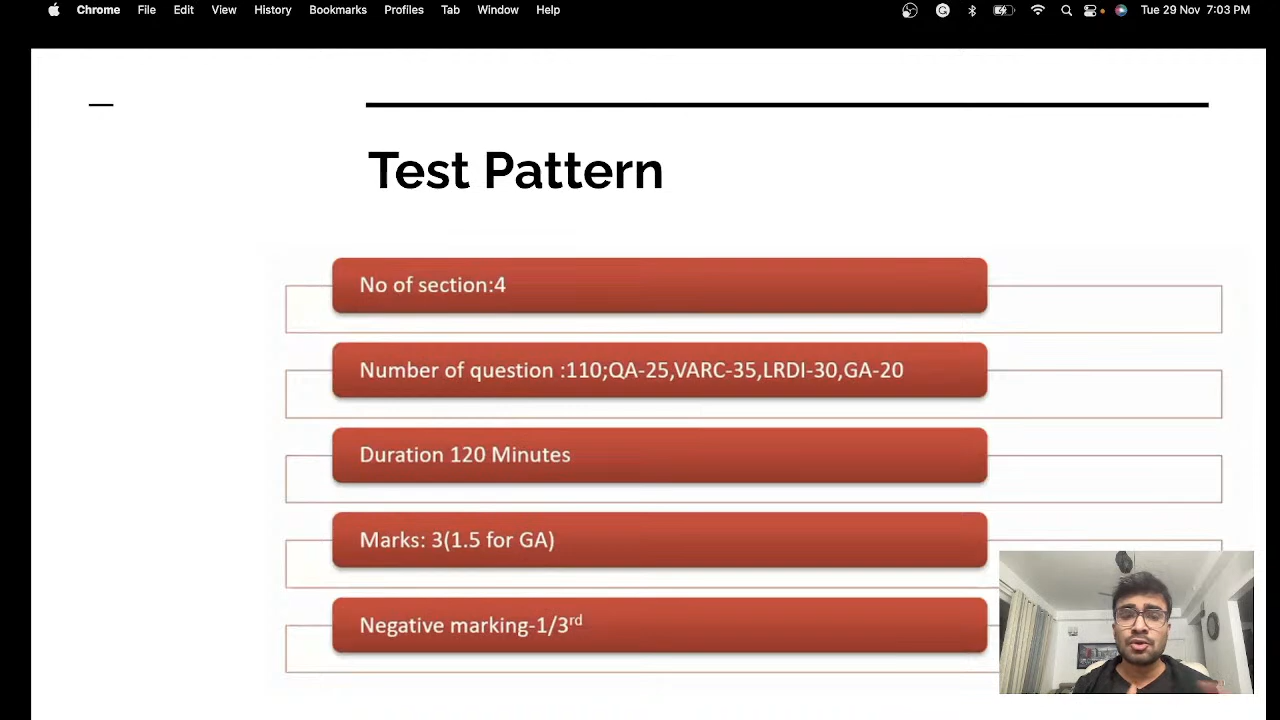 Chrome File Edit View History Bookmarks Profiles Tab Window Help Tue 29 Nov 7:03 PM
Test Pattern
No of section:4
Number of question :110;QA-25,VARC-35,LRDI-30,GA-20
Duration 120 Minutes
Marks: 3(1.5 for GA)
Negative marking-1/3rd